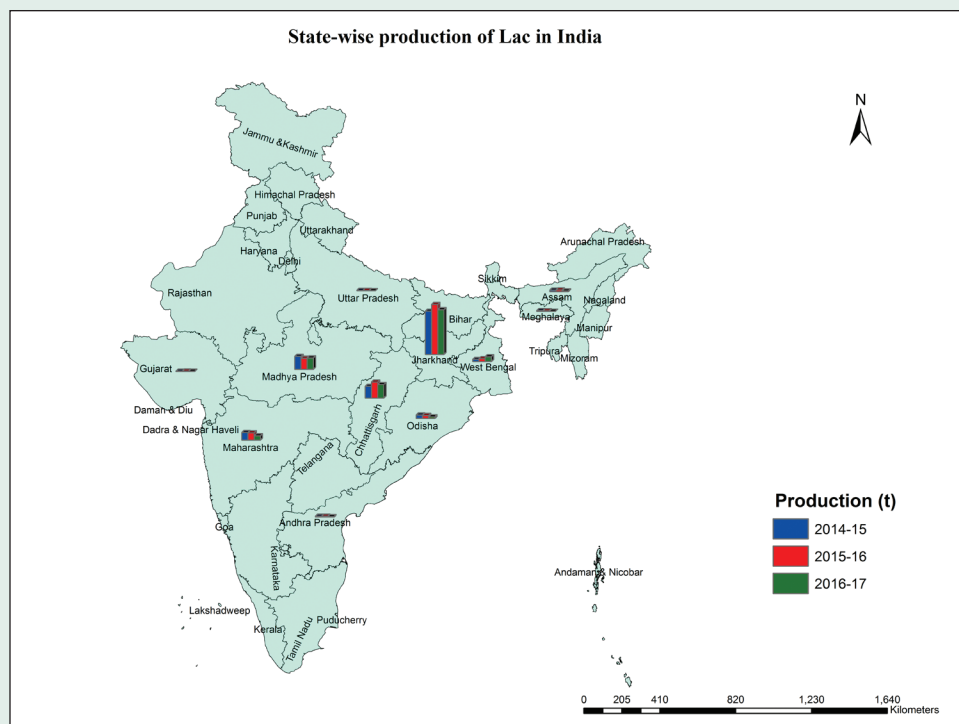 State-wise production of Lac in India
N
Jammu &Kashmir
Himachal Pradesh
Punjab
Uttarakhand
Haryana
Delhi
Arunachal Pradesh
Sikkim
Rajasthan
Uttar Pradesh
Assam
Nagaland
Meghalaya
Bihar
Manipur
Tripura
Mizoram
Jharkhand
West Bengal
Gujarat
Madhya Pradesh
Daman & Diu
Dadra & Nagar Haveli
Maharashtra
Chhattisgarh
Odisha
Telangana
Andhra Pradesh
Goa
Karnataka
Andaman & Nicobar
Lakshadweep
Kerala
Tamil Nadu
Puducherry
Production (t)
2014-15
2015-16
2016-17
0 205 410 820 1,230 1,640
Kilometers